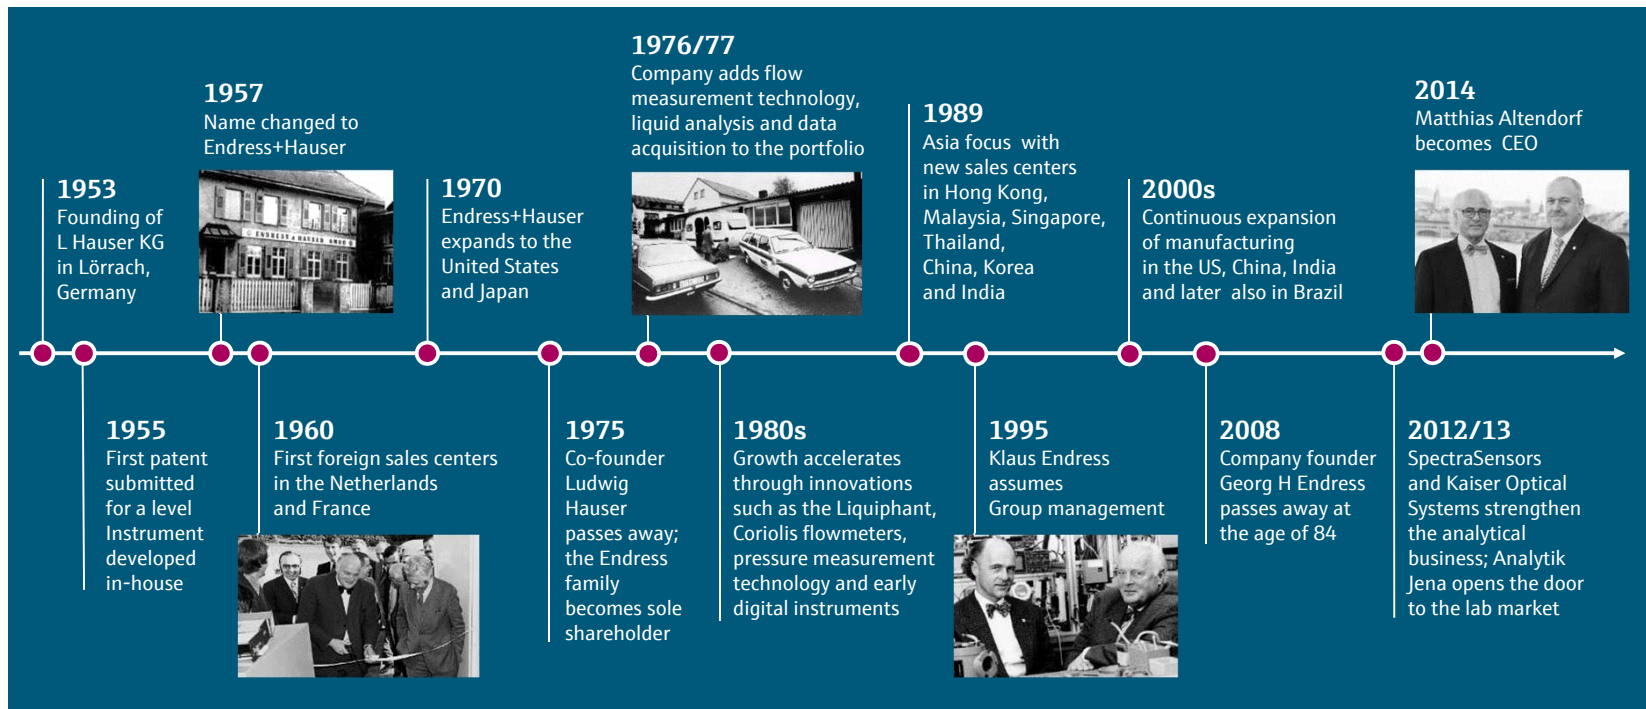 1953
Founding of
L Hauser KG
in Lörrach,
Germany
1955
First patent
submitted
for a level
Instrument
developed
in-house
1957
Name changed to
Endress+Hauser
ENDRESS & HAUSER GMBH
1960
First foreign sales centers
in the Netherlands
and France
1970
Endress+Hauser
expands to the
United States
and Japan
1975
Co-founder
Ludwig
Hauser
passes away;
the Endress
family
becomes sole
shareholder
1976/77
Company adds flow
measurement technology,
liquid analysis and data
acquisition to the portfolio
1980s
Growth accelerates
through innovations
such as the Liquiphant,
Coriolis flowmeters,
pressure measurement
technology and early
digital instruments
1989
Asia focus with
new sales centers
in Hong Kong,
Malaysia, Singapore,
Thailand,
China, Korea
and India
1995
Klaus Endress
assumes
Group management
2000s
Continuous expansion
of manufacturing
in the US, China, India
and later also in Brazil
2008
Company founder
Georg H Endress
passes away at
the age of 84
2012/13
SpectraSensors
and Kaiser Optical
Systems strengthen
the analytical
business; Analytik
Jena opens the door
to the lab market
2014
Matthias Altendorf
becomes CEO